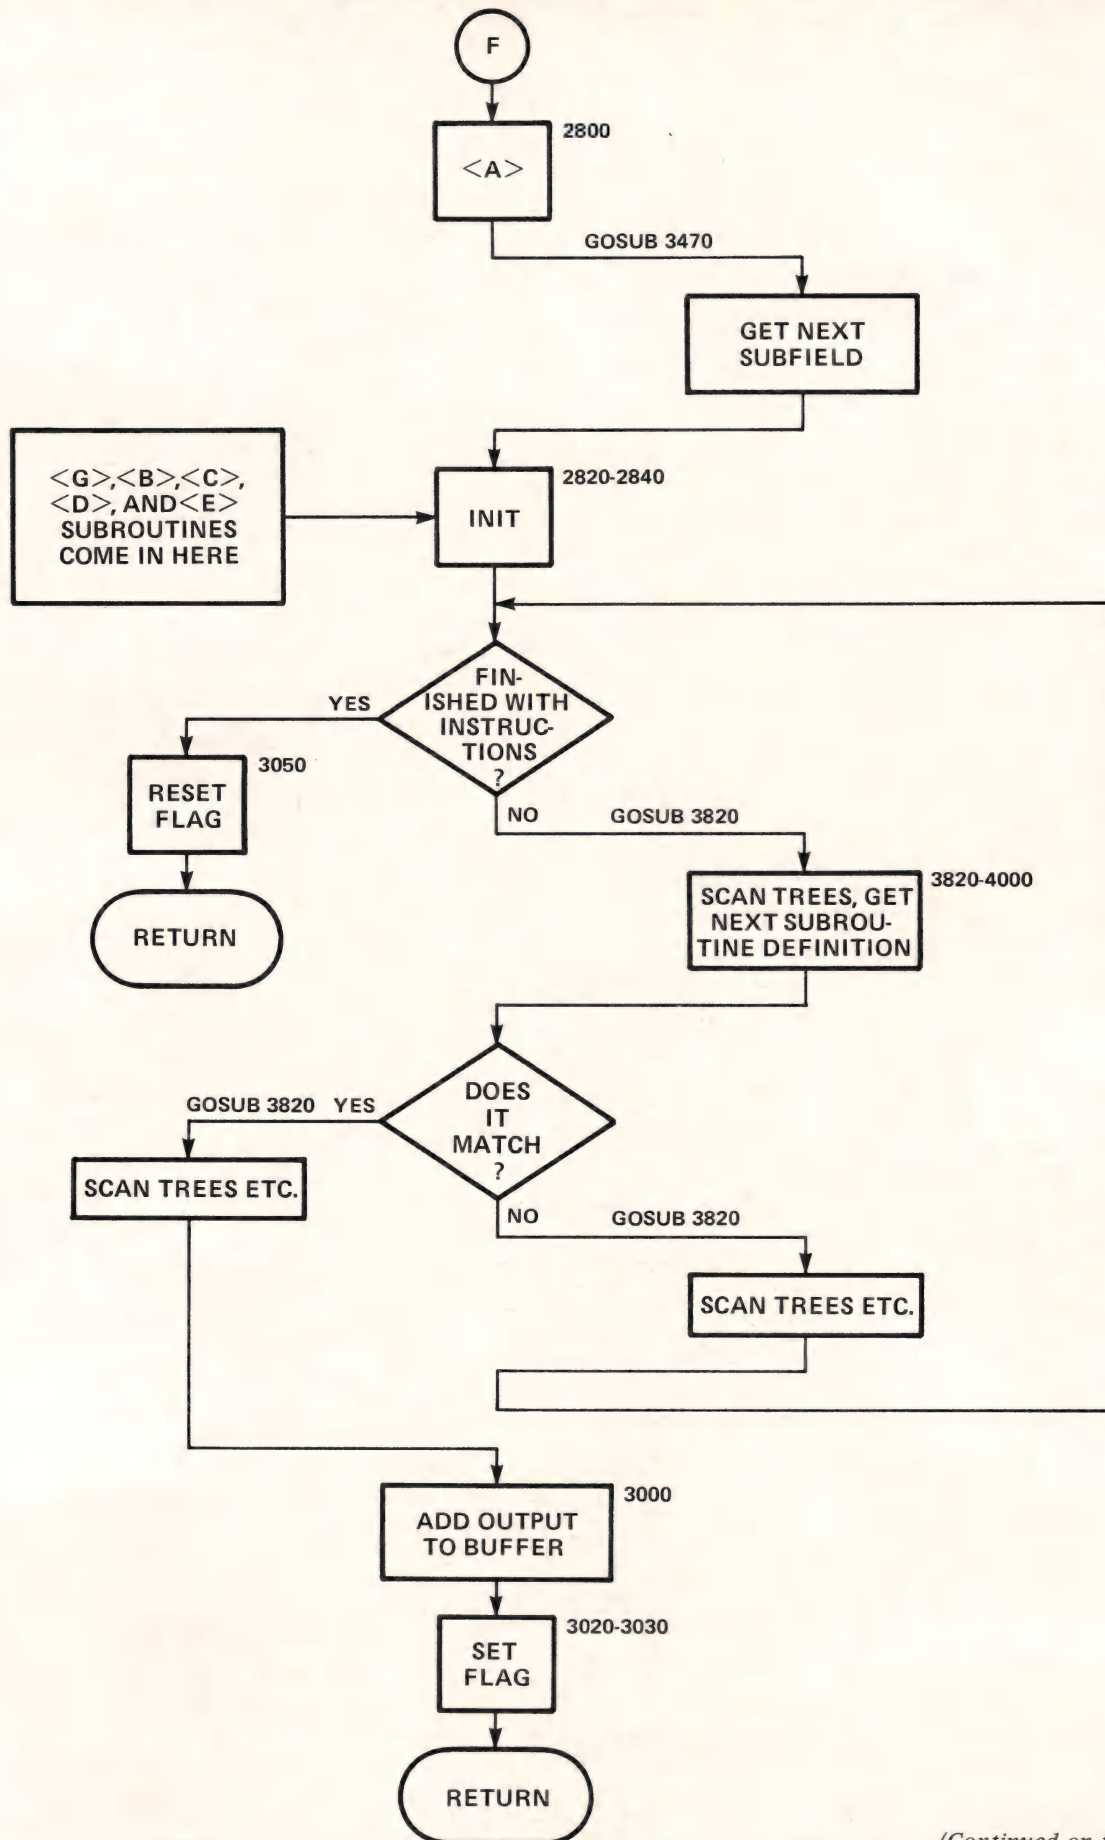 F
2800
<A>
GOSUB 3470
GET NEXT
SUBFIELD
<G>,<B>,<C>,
<D>, AND<E>
SUBROUTINES
COME IN HERE
2820-2840
INIT
FIN-
ISHED WITH
INSTRUC-
TIONS
?
YES
3050
RESET
FLAG
RETURN
NO
GOSUB 3820
3820-4000
SCAN TREES, GET
NEXT SUBROU-
TINE DEFINITION
DOES
IT
MATCH
?
GOSUB 3820 YES
SCAN TREES ETC.
NO
GOSUB 3820
SCAN TREES ETC.
3000
ADD OUTPUT
TO BUFFER
3020-3030
SET
FLAG
RETURN
(Continued on